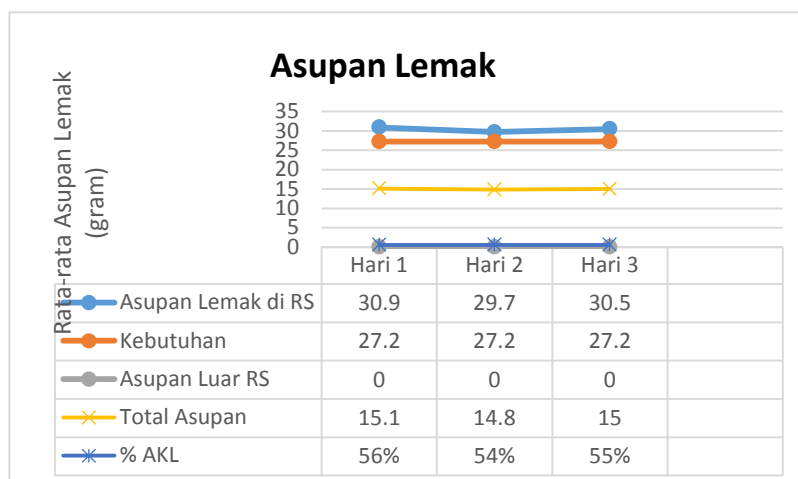 Asupan Lemak
Rata-rata Asupan Lemak
(gram)
35
30
25
20
15
10
5
0
Hari 1 Hari 2 Hari 3
Asupan Lemak di RS 30.9 29.7 30.5
Kebutuhan 27.2 27.2 27.2
Asupan Luar RS 0 0 0
Total Asupan 15.1 14.8 15
% AKL 56% 54% 55%